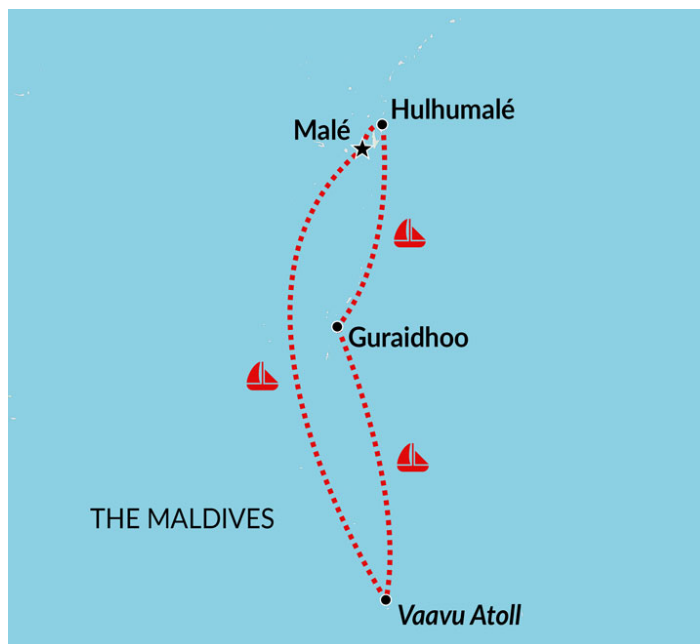 Hulhumalé
Malé
Guraidhoo
THE MALDIVES
Vaavu Atoll